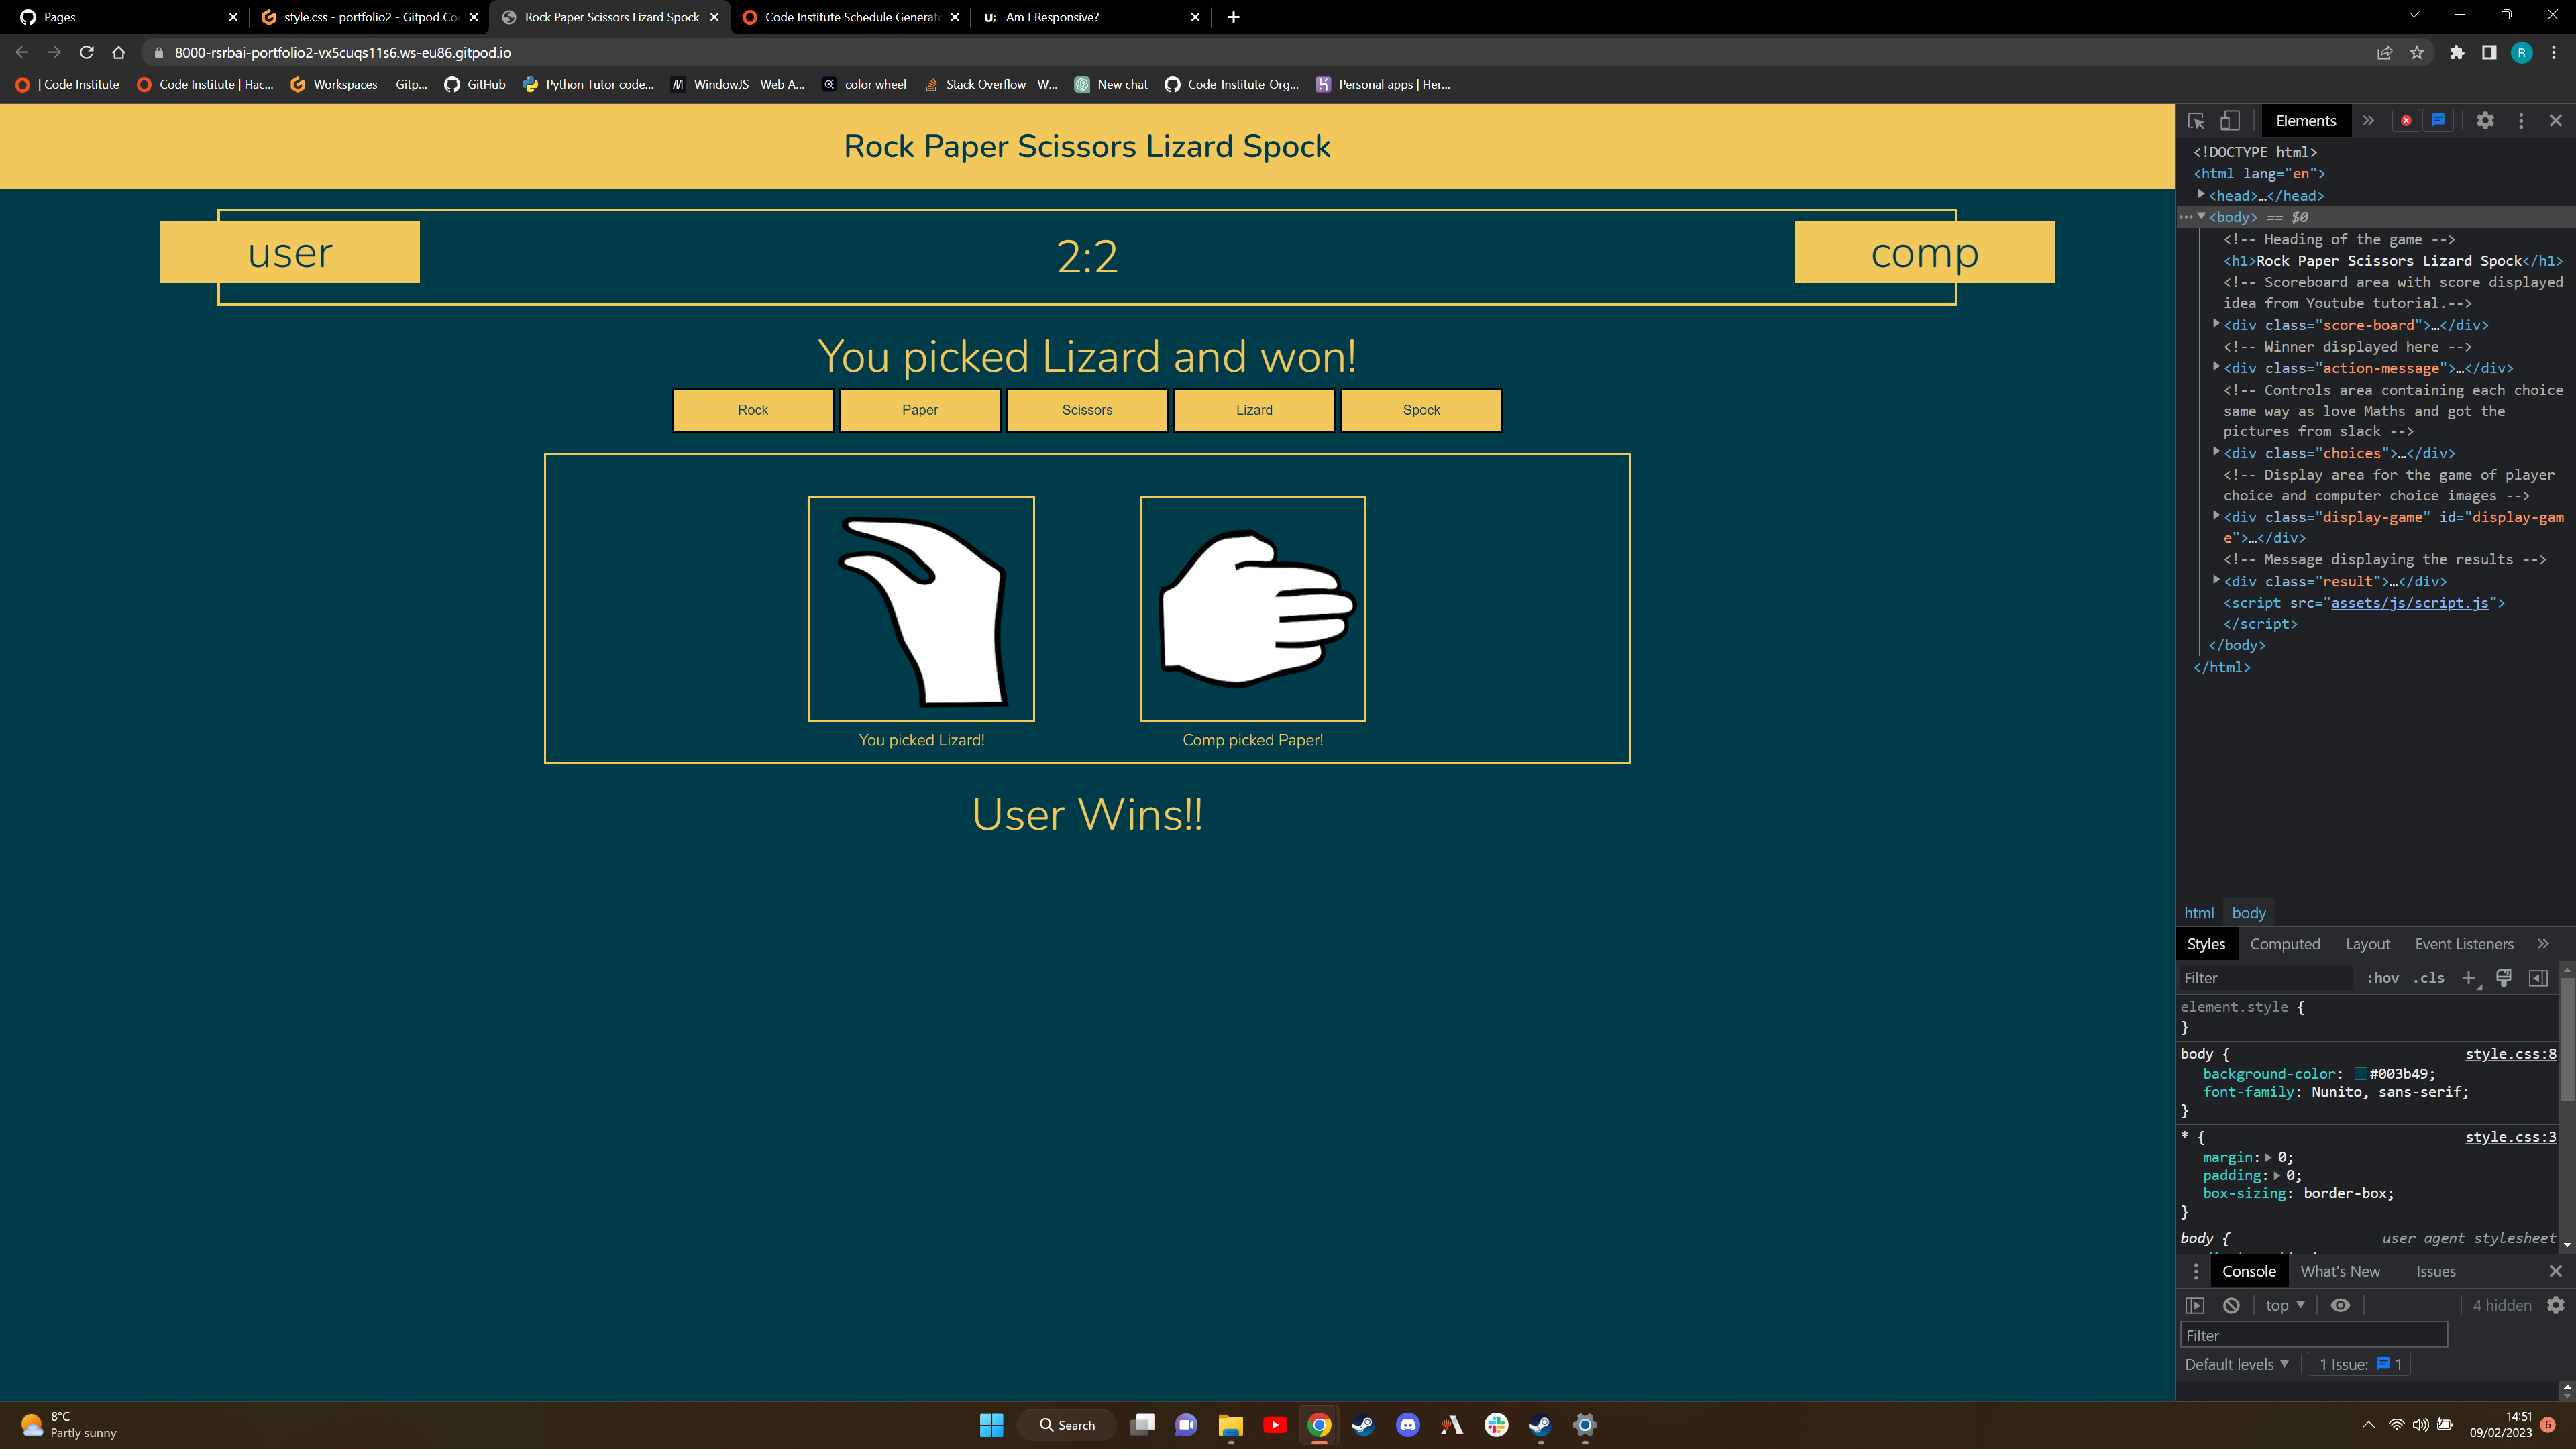 Pages
style.css - portfolio2 - Gitpod Co
Rock Paper Scissors Lizard Spock
Code Institute Schedule Generat
Am I Responsive?
8000-rsrbai-portfolio2-vx5cuqs11s6.ws-eu86.gitpod.io
R
| Code Institute
Code Institute | Hac...
Workspaces — Gitp...
GitHub
Python Tutor code...
WindowJS - Web A...
color wheel
Stack Overflow - W...
New chat
Code-Institute-Org...
Personal apps | Her...
Rock Paper Scissors Lizard Spock
user
2:2
comp
You picked Lizard and won!
Rock
Paper
Scissors
Lizard
Spock
You picked Lizard!
Comp picked Paper!
User Wins!!
Elements
<!DOCTYPE html>
<html lang="en">
<head>…</head>
<body> == $0
<!-- Heading of the game -->
<h1>Rock Paper Scissors Lizard Spock</h1>
<!-- Scoreboard area with score displayed
idea from Youtube tutorial.-->
<div class="score-board">…</div>
<!-- Winner displayed here -->
<div class="action-message">…</div>
<!-- Controls area containing each choice
same way as love Maths and got the
pictures from slack -->
<div class="choices">…</div>
<!-- Display area for the game of player
choice and computer choice images -->
<div class="display-game" id="display-gam
e">…</div>
<!-- Message displaying the results -->
<div class="result">…</div>
<script src="assets/js/script.js">
</script>
</body>
</html>
html body
Styles Computed Layout Event Listeners
Filter :hov .cls
element.style {
}
body { style.css:8
background-color: #003b49;
font-family: Nunito, sans-serif;
}
* { style.css:3
margin: 0;
padding: 0;
box-sizing: border-box;
}
body { user agent stylesheet
Console What's New Issues
top 4 hidden
Filter
Default levels 1 Issue: 1
8°C
Partly sunny
Search
14:51
09/02/2023
6